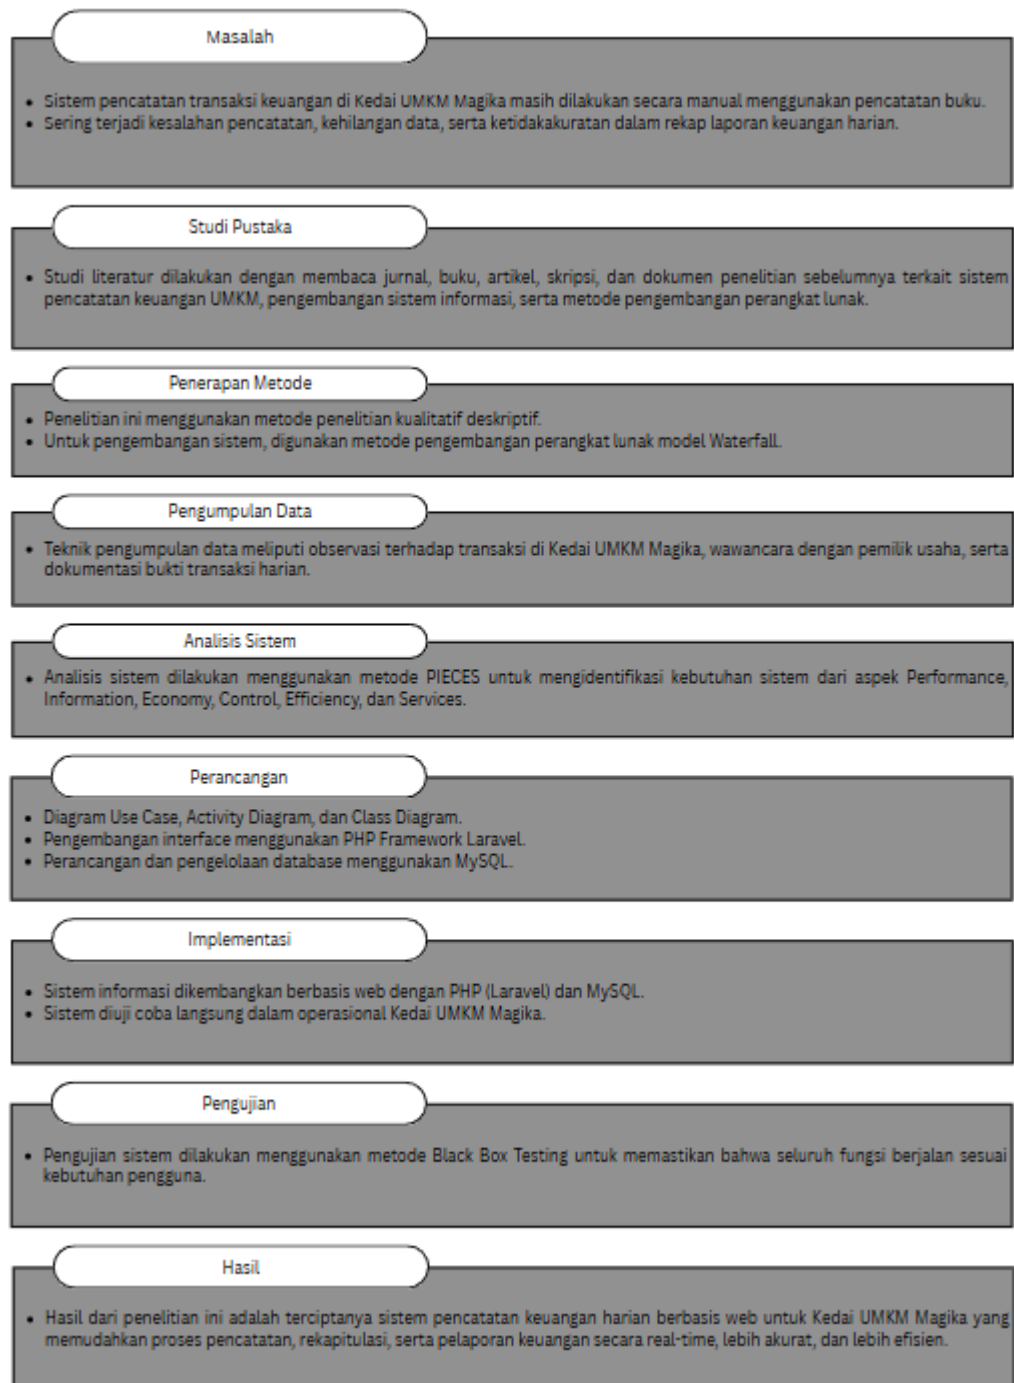 Masalah
• Sistem pencatatan transaksi keuangan di Kedai UMKM Magika masih dilakukan secara manual menggunakan pencatatan buku.
• Sering terjadi kesalahan pencatatan, kehilangan data, serta ketidakakuratan dalam rekap laporan keuangan harian.
Studi Pustaka
• Studi literatur dilakukan dengan membaca jurnal, buku, artikel, skripsi, dan dokumen penelitian sebelumnya terkait sistem
pencatatan keuangan UMKM, pengembangan sistem informasi, serta metode pengembangan perangkat lunak.
Penerapan Metode
• Penelitian ini menggunakan metode penelitian kualitatif deskriptif.
• Untuk pengembangan sistem, digunakan metode pengembangan perangkat lunak model Waterfall.
Pengumpulan Data
• Teknik pengumpulan data meliputi observasi terhadap transaksi di Kedai UMKM Magika, wawancara dengan pemilik usaha, serta
dokumentasi bukti transaksi harian.
Analisis Sistem
• Analisis sistem dilakukan menggunakan metode PIECES untuk mengidentifikasi kebutuhan sistem dari aspek Performance,
Information, Economy, Control, Efficiency, dan Services.
Perancangan
• Diagram Use Case, Activity Diagram, dan Class Diagram.
• Pengembangan interface menggunakan PHP Framework Laravel.
• Perancangan dan pengelolaan database menggunakan MySQL.
Implementasi
• Sistem informasi dikembangkan berbasis web dengan PHP (Laravel) dan MySQL.
• Sistem diuji coba langsung dalam operasional Kedai UMKM Magika.
Pengujian
• Pengujian sistem dilakukan menggunakan metode Black Box Testing untuk memastikan bahwa seluruh fungsi berjalan sesuai
kebutuhan pengguna.
Hasil
• Hasil dari penelitian ini adalah terciptanya sistem pencatatan keuangan harian berbasis web untuk Kedai UMKM Magika yang
memudahkan proses pencatatan, rekapitulasi, serta pelaporan keuangan secara real-time, lebih akurat, dan lebih efisien.